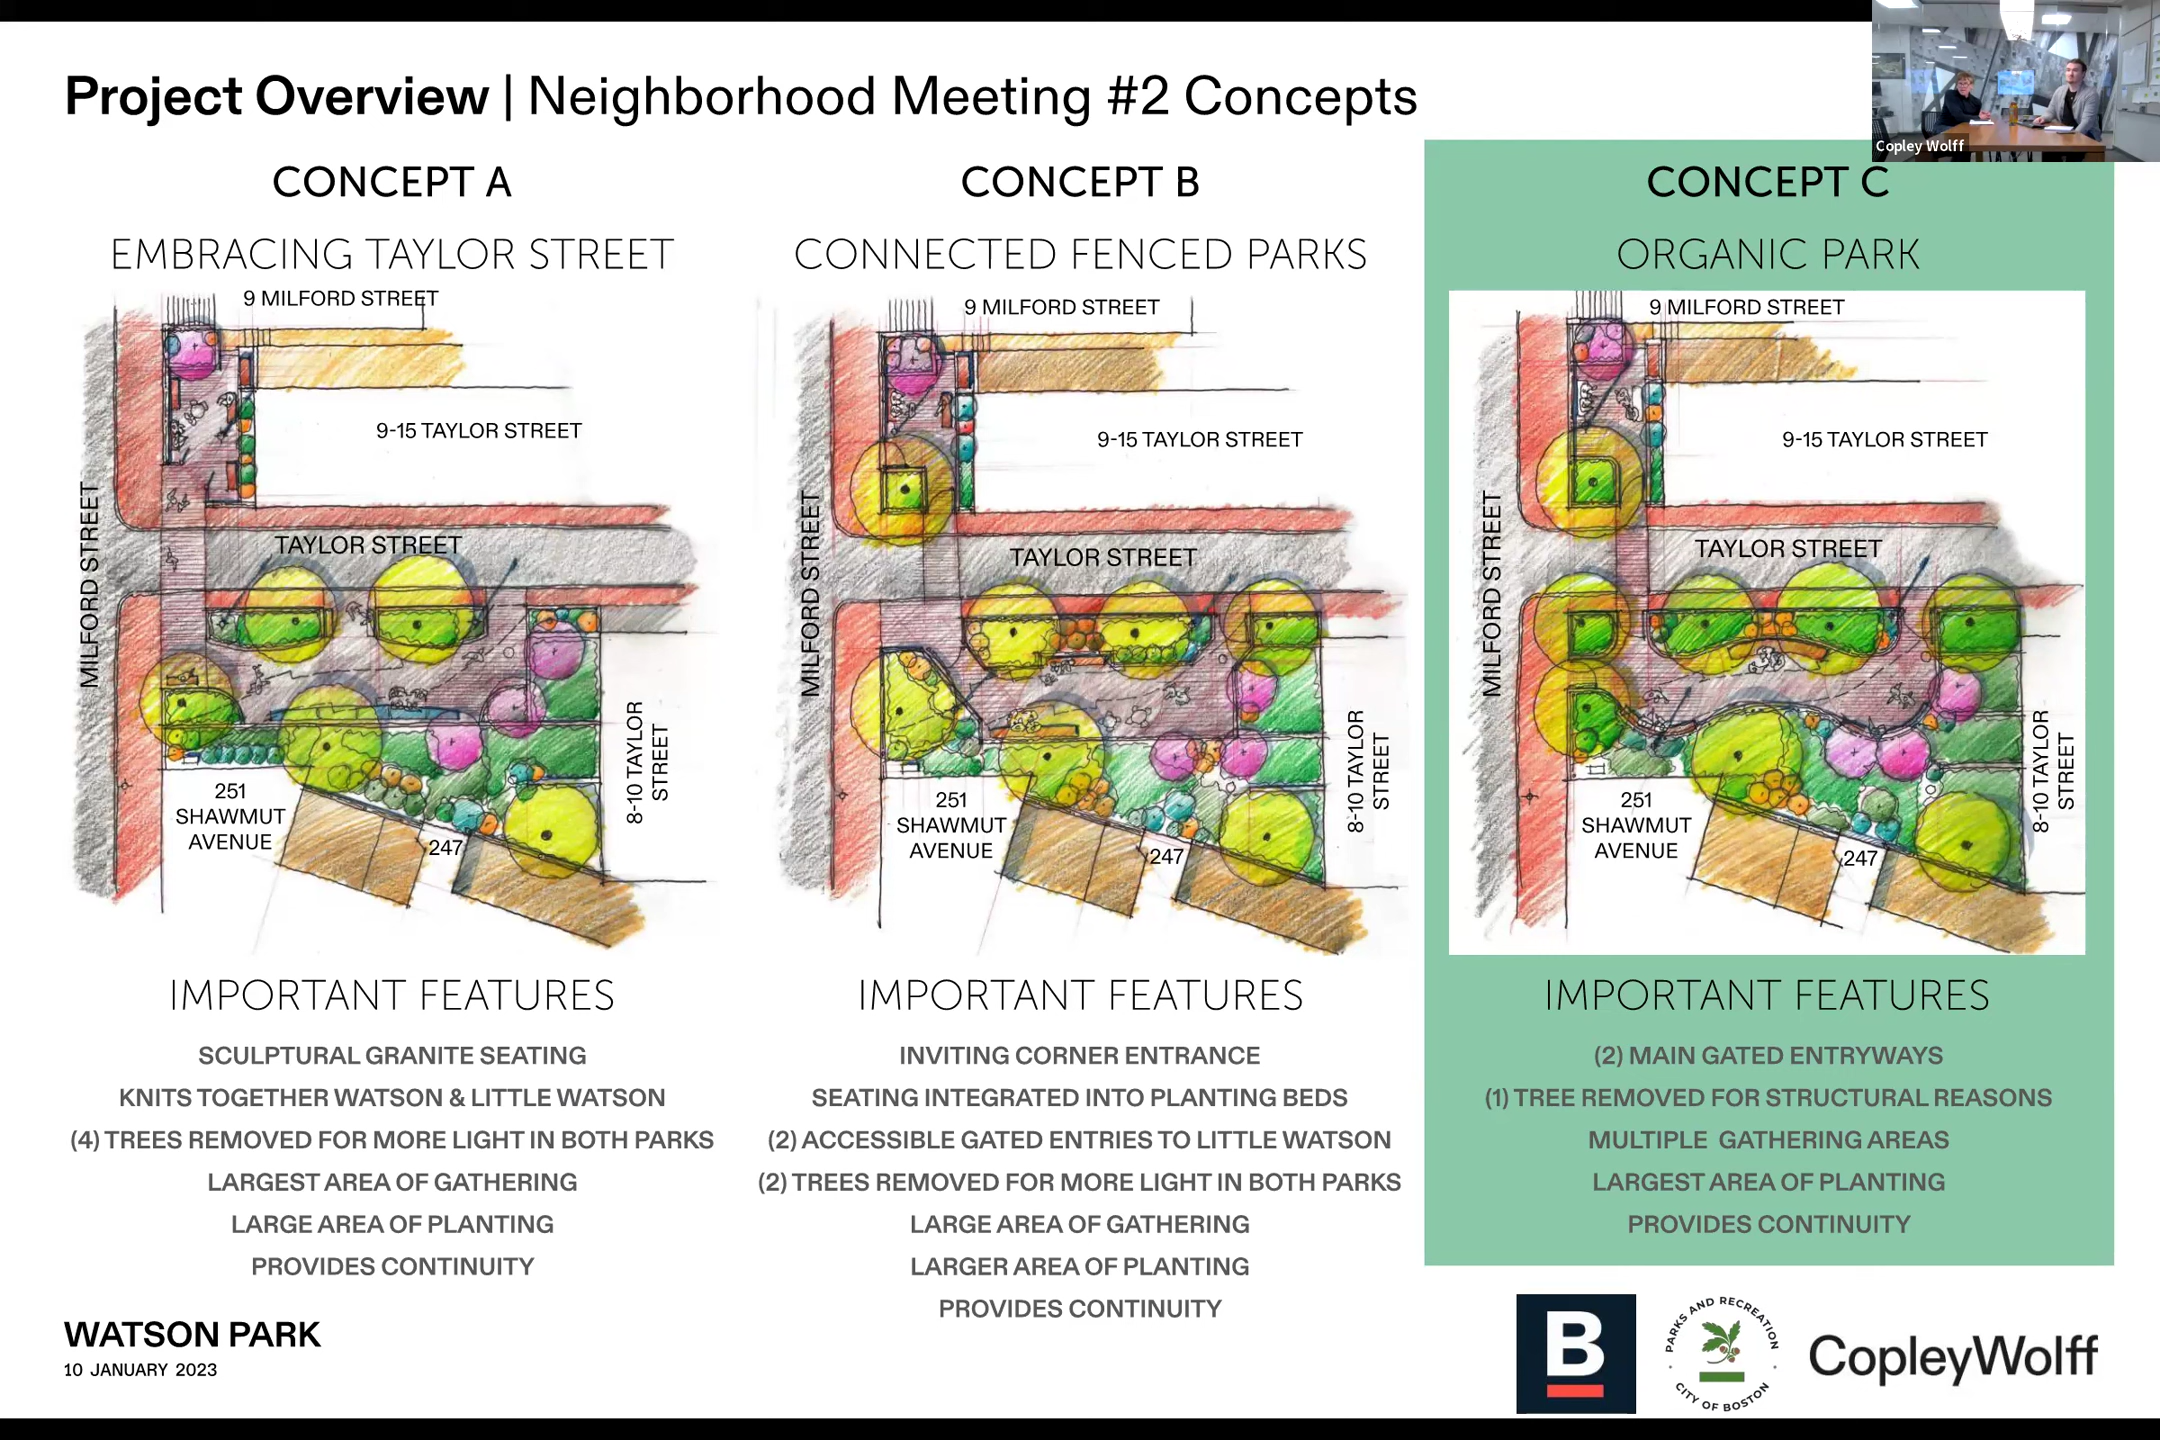 Project Overview | Neighborhood Meeting #2 Concepts
Copley Wolff
CONCEPT A
EMBRACING TAYLOR STREET
9 MILFORD STREET
9-15 TAYLOR STREET
MILFORD STREET
TAYLOR STREET
8-10 TAYLOR
STREET
251
SHAWMUT
AVENUE
247
IMPORTANT FEATURES
SCULPTURAL GRANITE SEATING
KNITS TOGETHER WATSON & LITTLE WATSON
(4) TREES REMOVED FOR MORE LIGHT IN BOTH PARKS
LARGEST AREA OF GATHERING
LARGE AREA OF PLANTING
PROVIDES CONTINUITY
CONCEPT B
CONNECTED FENCED PARKS
9 MILFORD STREET
9-15 TAYLOR STREET
MILFORD STREET
TAYLOR STREET
8-10 TAYLOR
STREET
251
SHAWMUT
AVENUE
247
IMPORTANT FEATURES
INVITING CORNER ENTRANCE
SEATING INTEGRATED INTO PLANTING BEDS
(2) ACCESSIBLE GATED ENTRIES TO LITTLE WATSON
(2) TREES REMOVED FOR MORE LIGHT IN BOTH PARKS
LARGE AREA OF GATHERING
LARGER AREA OF PLANTING
PROVIDES CONTINUITY
CONCEPT C
ORGANIC PARK
9 MILFORD STREET
9-15 TAYLOR STREET
MILFORD STREET
TAYLOR STREET
8-10 TAYLOR
STREET
251
SHAWMUT
AVENUE
247
IMPORTANT FEATURES
(2) MAIN GATED ENTRYWAYS
(1) TREE REMOVED FOR STRUCTURAL REASONS
MULTIPLE GATHERING AREAS
LARGEST AREA OF PLANTING
PROVIDES CONTINUITY
WATSON PARK
10 JANUARY 2023
B
PARKS AND RECREATION
CITY OF BOSTON
CopleyWolff